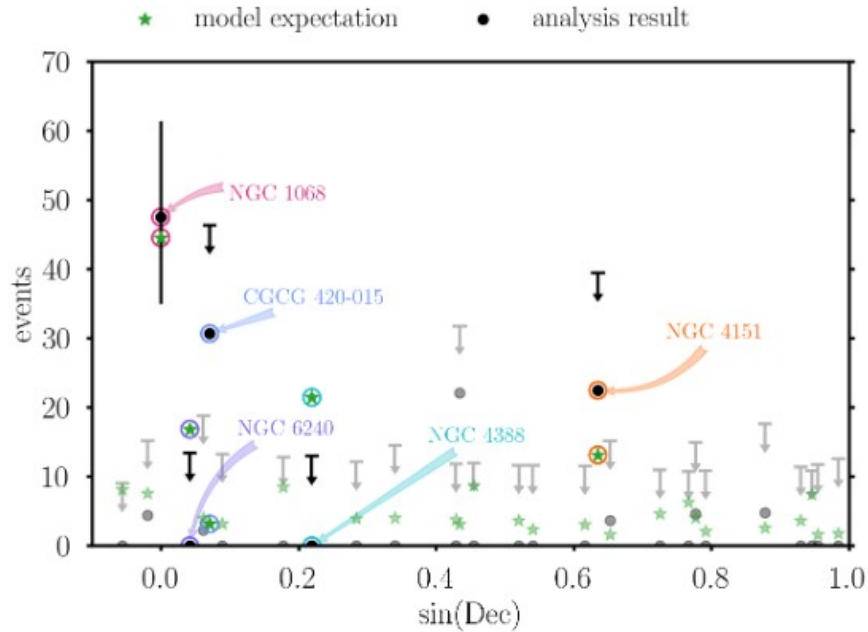 model expectation analysis result
70
60
50
40
30
20
10
0
events
NGC 1068
CGCG 420-015
NGC 4151
NGC 6240
NGC 4388
0.0 0.2 0.4 0.6 0.8 1.0
sin(Dec)